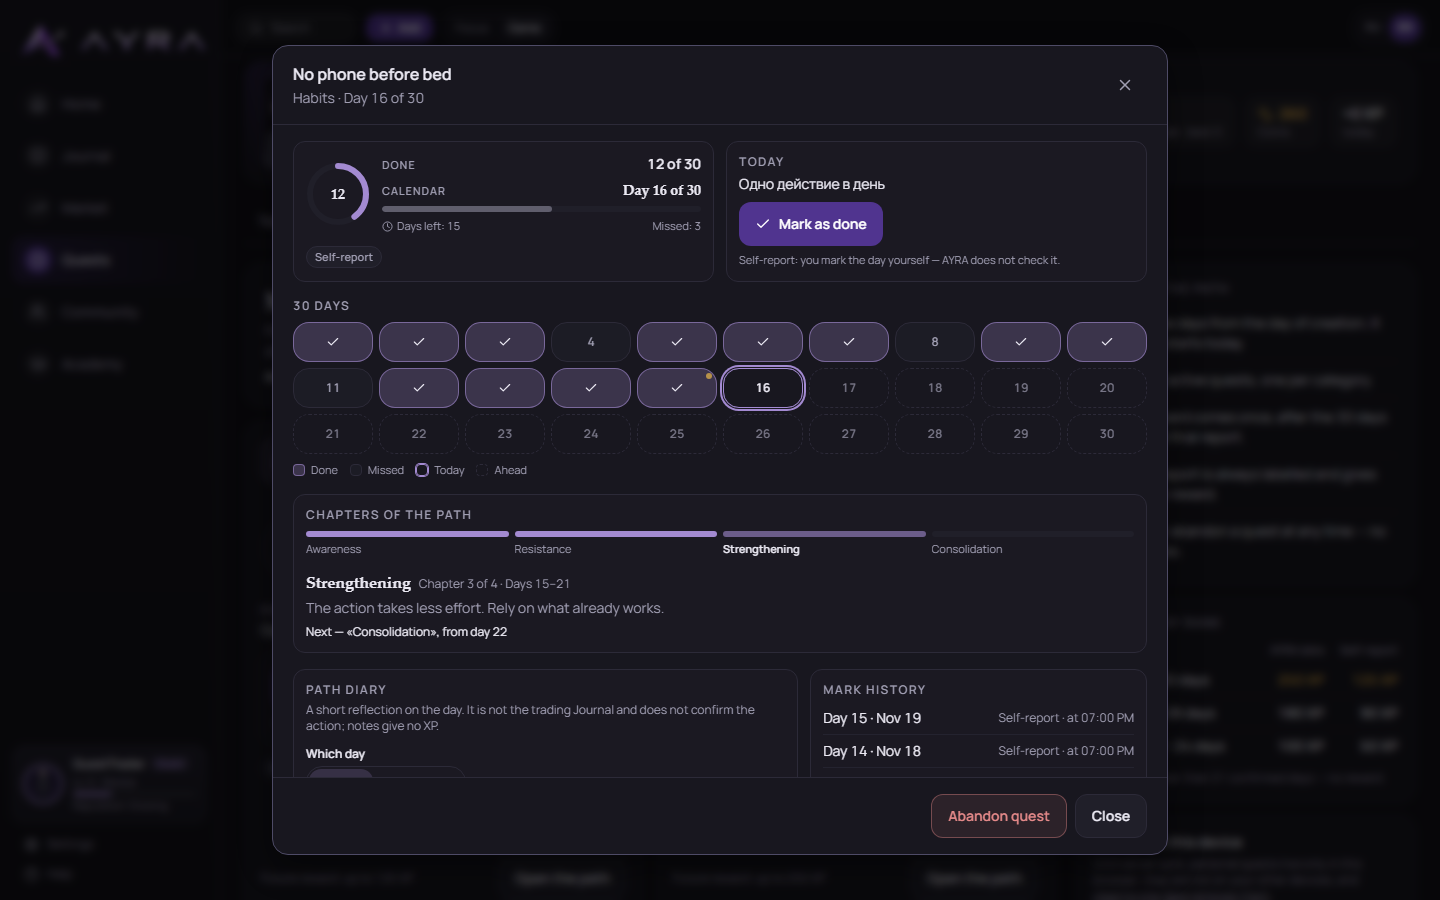 AYRA
No phone before bed
Habits · Day 16 of 30
12
DONE
12 of 30
CALENDAR
Day 16 of 30
Days left: 15
Missed: 3
Self-report
TODAY
Одно действие в день
Mark as done
Self-report: you mark the day yourself — AYRA does not check it.
30 DAYS
4
8
11
16
17
18
19
20
21
22
23
24
25
26
27
28
29
30
Done
Missed
Today
Ahead
CHAPTERS OF THE PATH
Awareness
Resistance
Strengthening
Consolidation
Strengthening Chapter 3 of 4 · Days 15–21
The action takes less effort. Rely on what already works.
Next — «Consolidation», from day 22
PATH DIARY
A short reflection on the day. It is not the trading Journal and does not confirm the
action; notes give no XP.
Which day
MARK HISTORY
Day 15 · Nov 19
Self-report · at 07:00 PM
Day 14 · Nov 18
Self-report · at 07:00 PM
Abandon quest
Close
Home
Journal
Market
Quests
Community
Academy